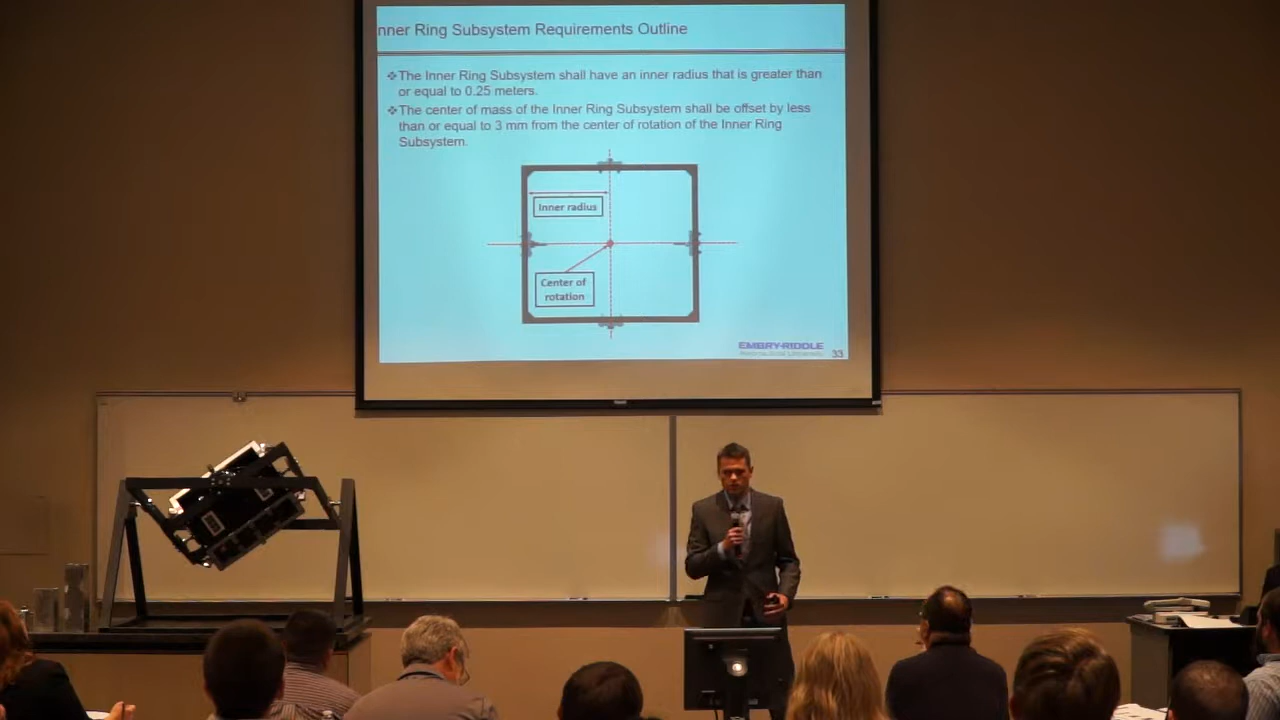 nner Ring Subsystem Requirements Outline
❖The Inner Ring Subsystem shall have an inner radius that is greater than
or equal to 0.25 meters.
❖The center of mass of the Inner Ring Subsystem shall be offset by less
than or equal to 3 mm from the center of rotation of the Inner Ring
Subsystem.
Inner radius
Center of
rotation
EMBRY-RIDDLE
Aeronautical University
33